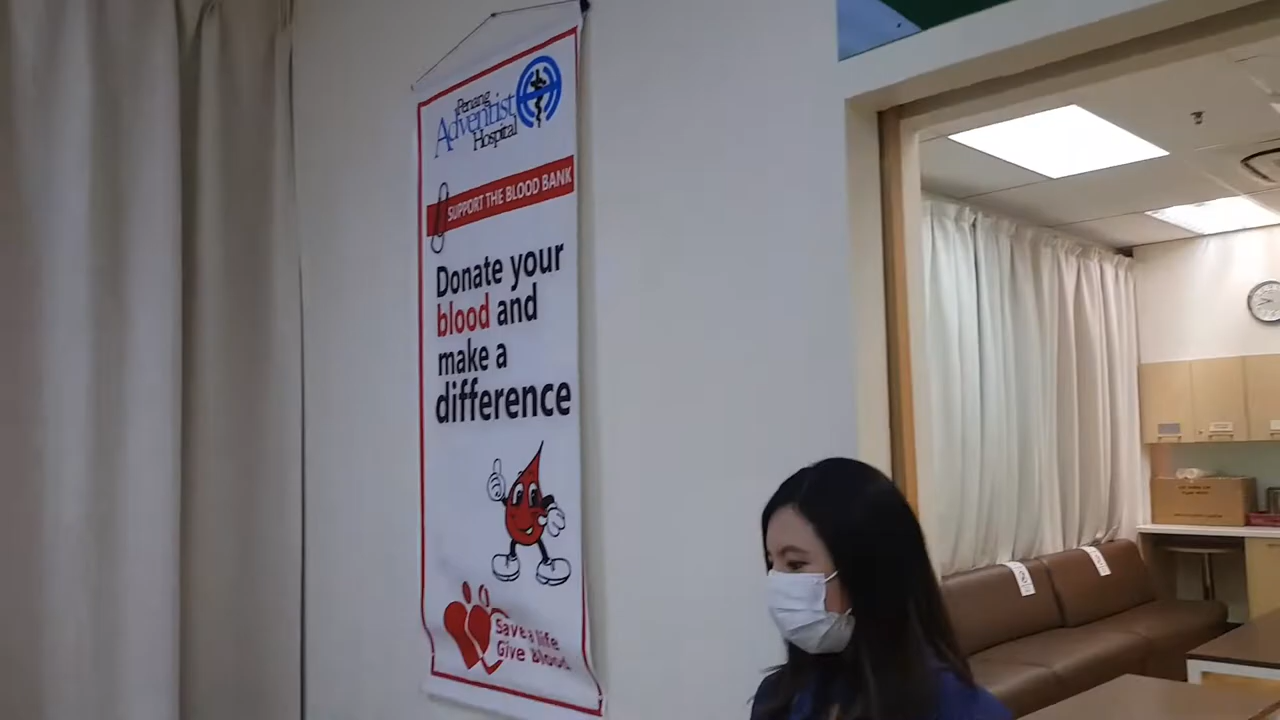 Penang
Adventist
Hospital
SUPPORT THE BLOOD BANK
Donate your
blood and
make a
difference
Save a life
Give Blood.